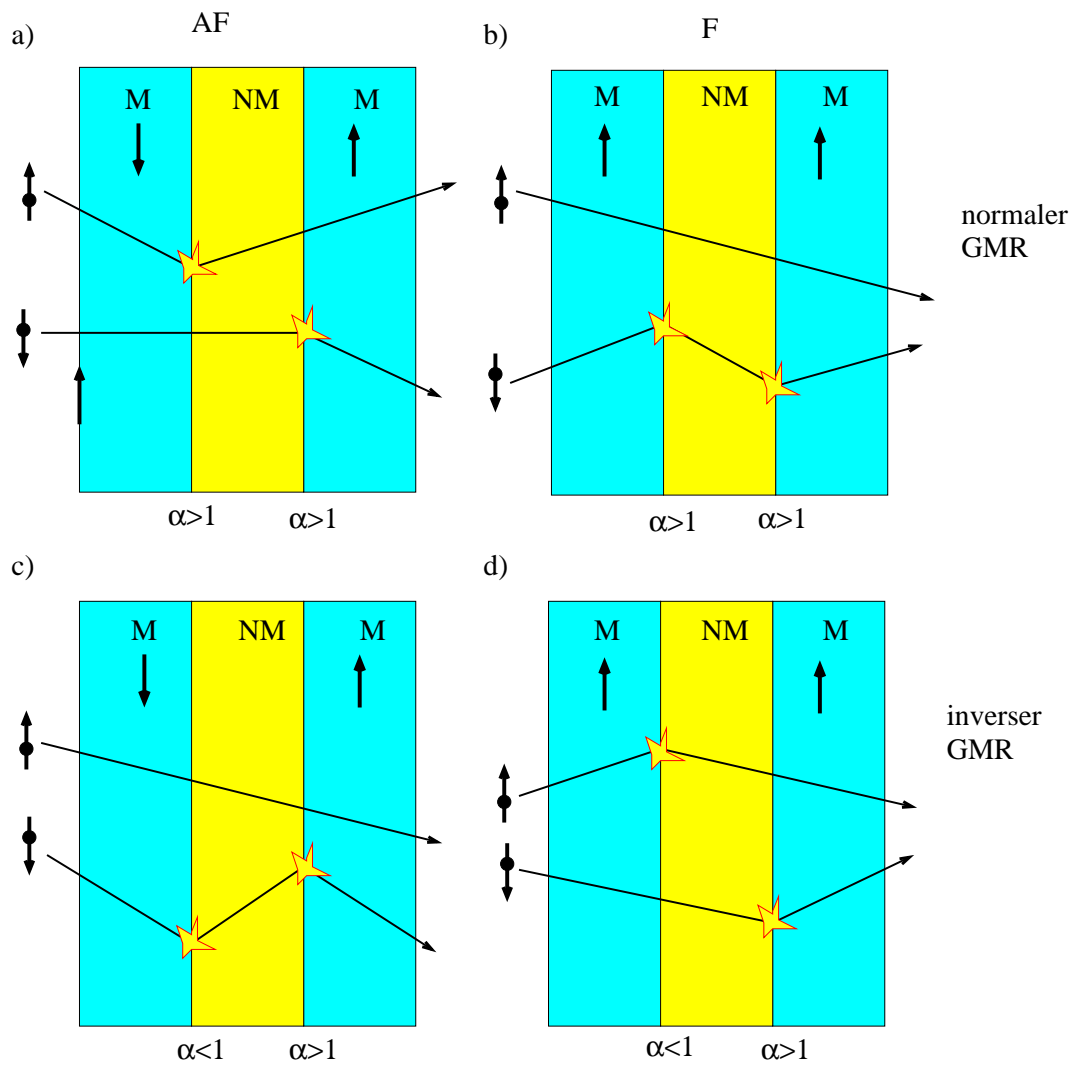 a)
AF
b)
F
M
NM
M
M
NM
M
normaler
GMR
α>1
α>1
α>1
α>1
c)
d)
M
NM
M
M
NM
M
inverser
GMR
α<1
α>1
α<1
α>1